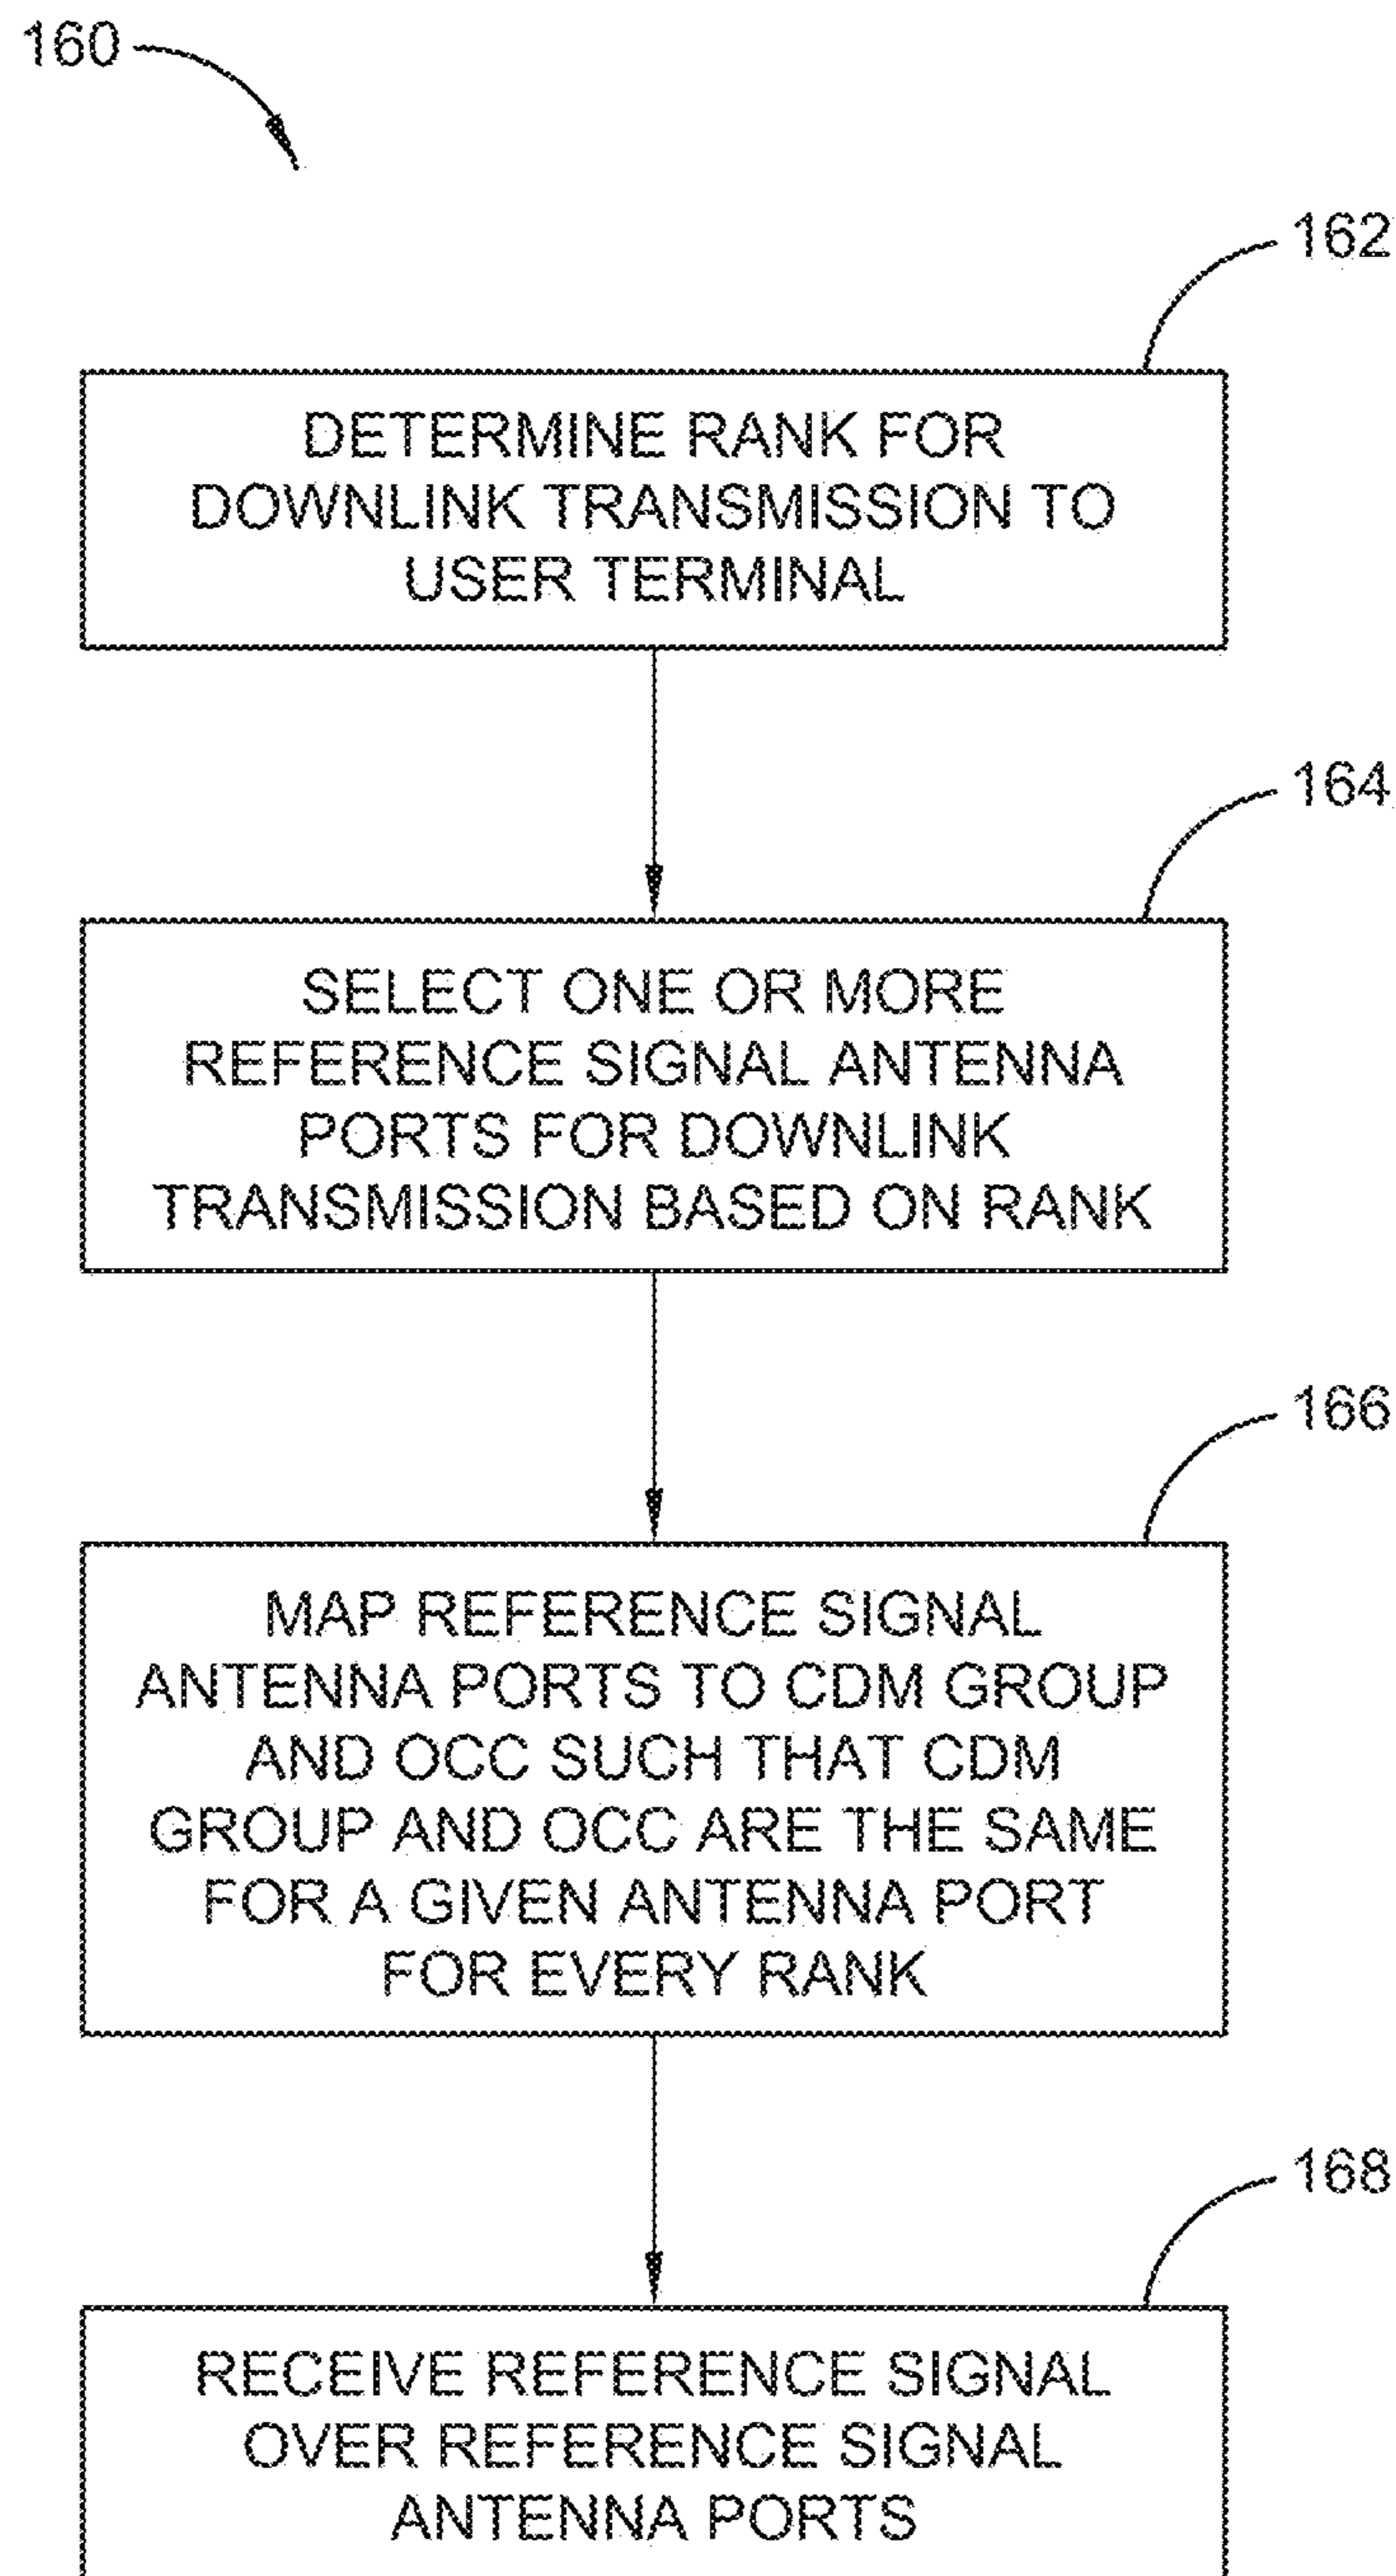 160
162
DETERMINE RANK FOR
DOWNLINK TRANSMISSION TO
USER TERMINAL
164
SELECT ONE OR MORE
REFERENCE SIGNAL ANTENNA
PORTS FOR DOWNLINK
TRANSMISSION BASED ON RANK
166
MAP REFERENCE SIGNAL
ANTENNA PORTS TO CDM GROUP
AND OCC SUCH THAT CDM
GROUP AND OCC ARE THE SAME
FOR A GIVEN ANTENNA PORT
FOR EVERY RANK
168
RECEIVE REFERENCE SIGNAL
OVER REFERENCE SIGNAL
ANTENNA PORTS